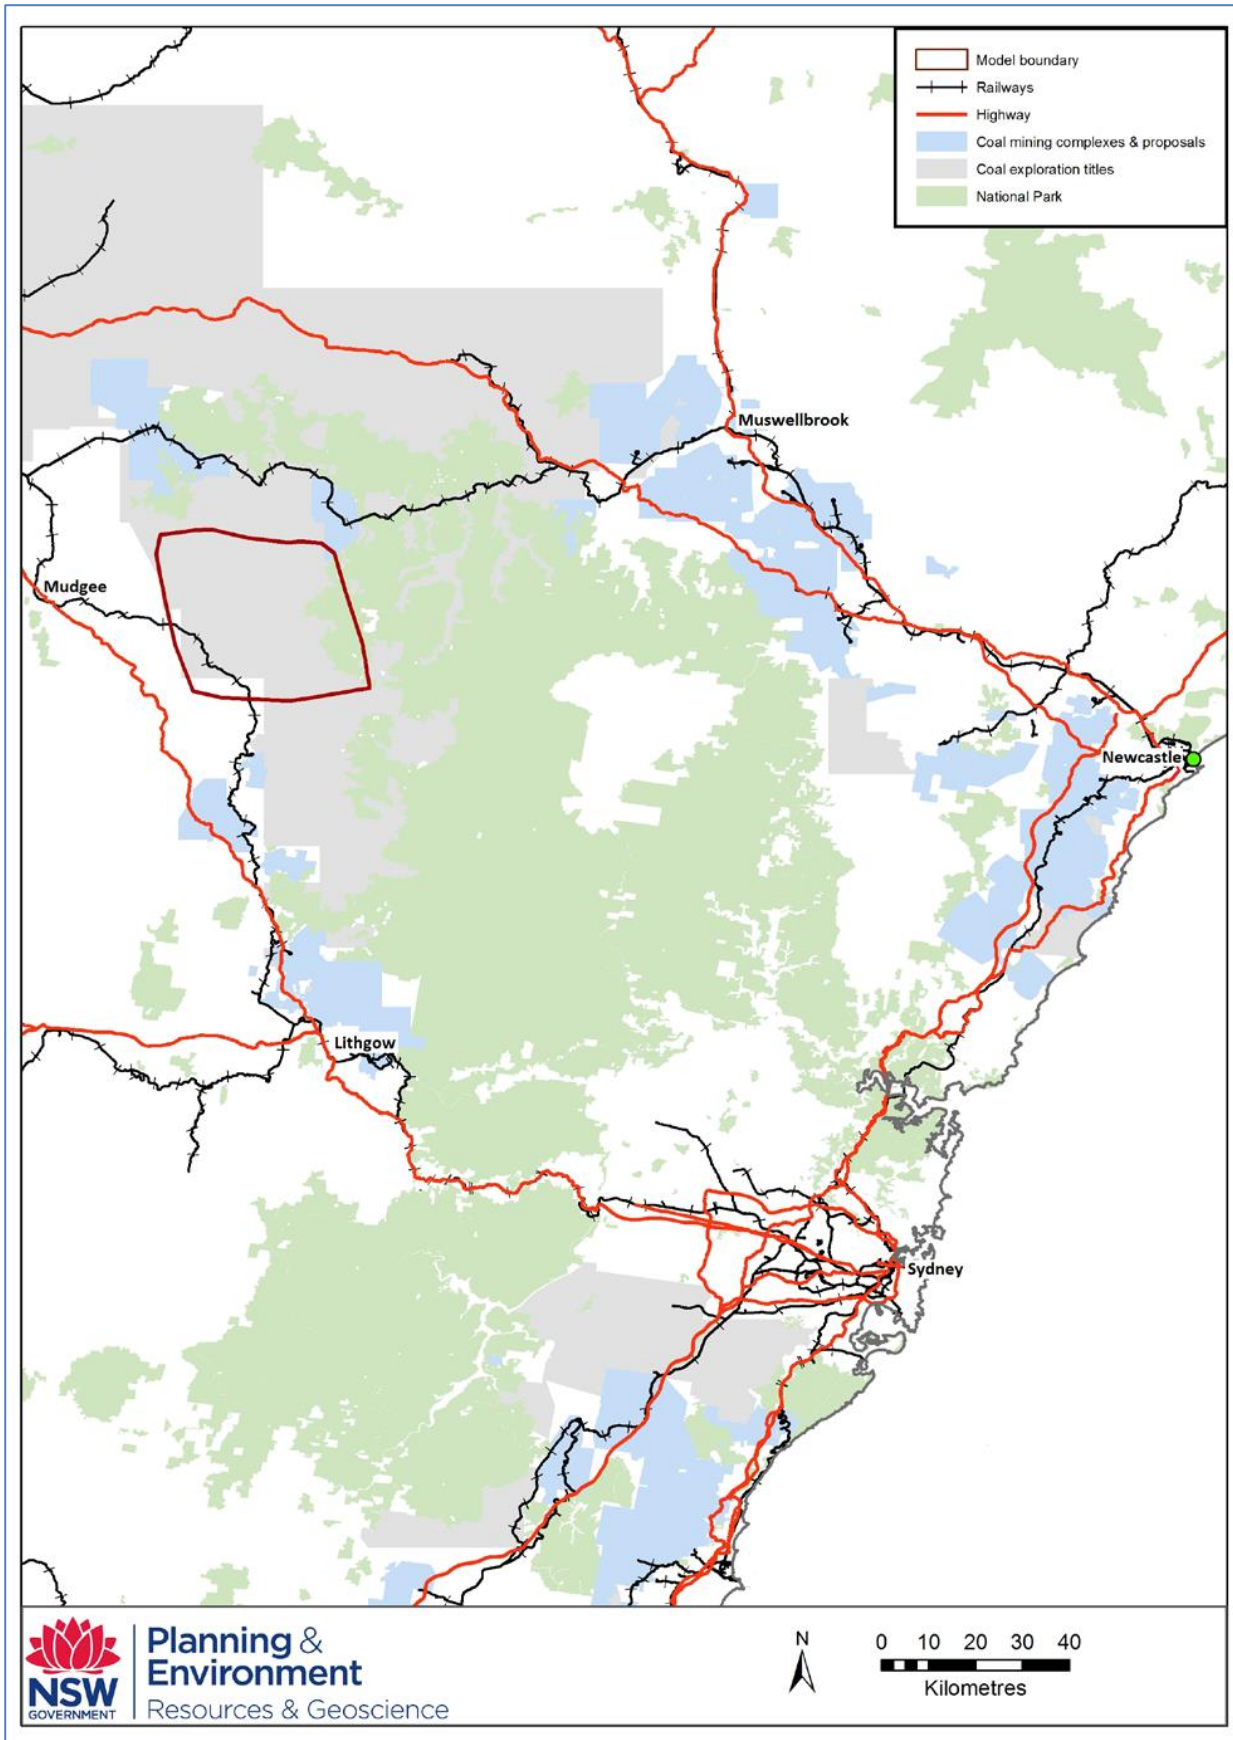 Model boundary
Railways
Highway
Coal mining complexes & proposals
Coal exploration titles
National Park
Muswellbrook
Mudgee
Newcastle
Lithgow
Sydney
NSW
GOVERNMENT
Planning &
Environment
Resources & Geoscience
N
0 10 20 30 40
Kilometres